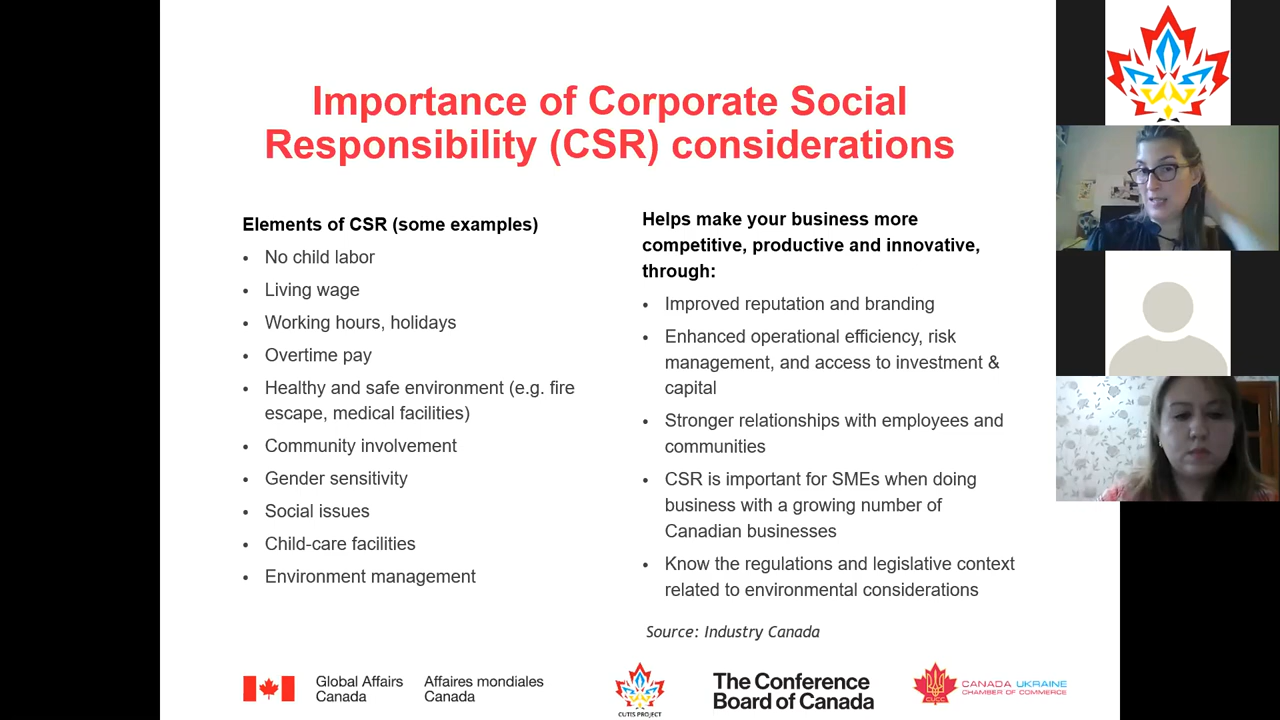 Importance of Corporate Social
Responsibility (CSR) considerations
Elements of CSR (some examples)
• No child labor
• Living wage
• Working hours, holidays
• Overtime pay
• Healthy and safe environment (e.g. fire
escape, medical facilities)
• Community involvement
• Gender sensitivity
• Social issues
• Child-care facilities
• Environment management
Helps make your business more
competitive, productive and innovative,
through:
• Improved reputation and branding
• Enhanced operational efficiency, risk
management, and access to investment &
capital
• Stronger relationships with employees and
communities
• CSR is important for SMEs when doing
business with a growing number of
Canadian businesses
• Know the regulations and legislative context
related to environmental considerations
Source: Industry Canada
Global Affairs
Canada
Affaires mondiales
Canada
CUTIS PROJECT
The Conference
Board of Canada
CUCC
CANADA UKRAINE
CHAMBER OF COMMERCE